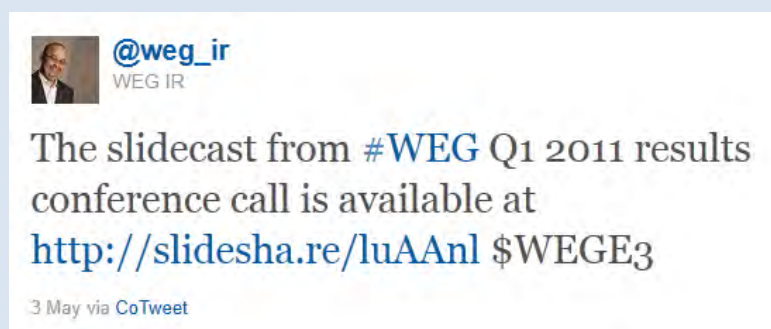 @weg_ir
WEG IR
The slidecast from #WEG Q1 2011 results
conference call is available at
http://slidesha.re/luAAnl $WEGE3
3 May via CoTweet